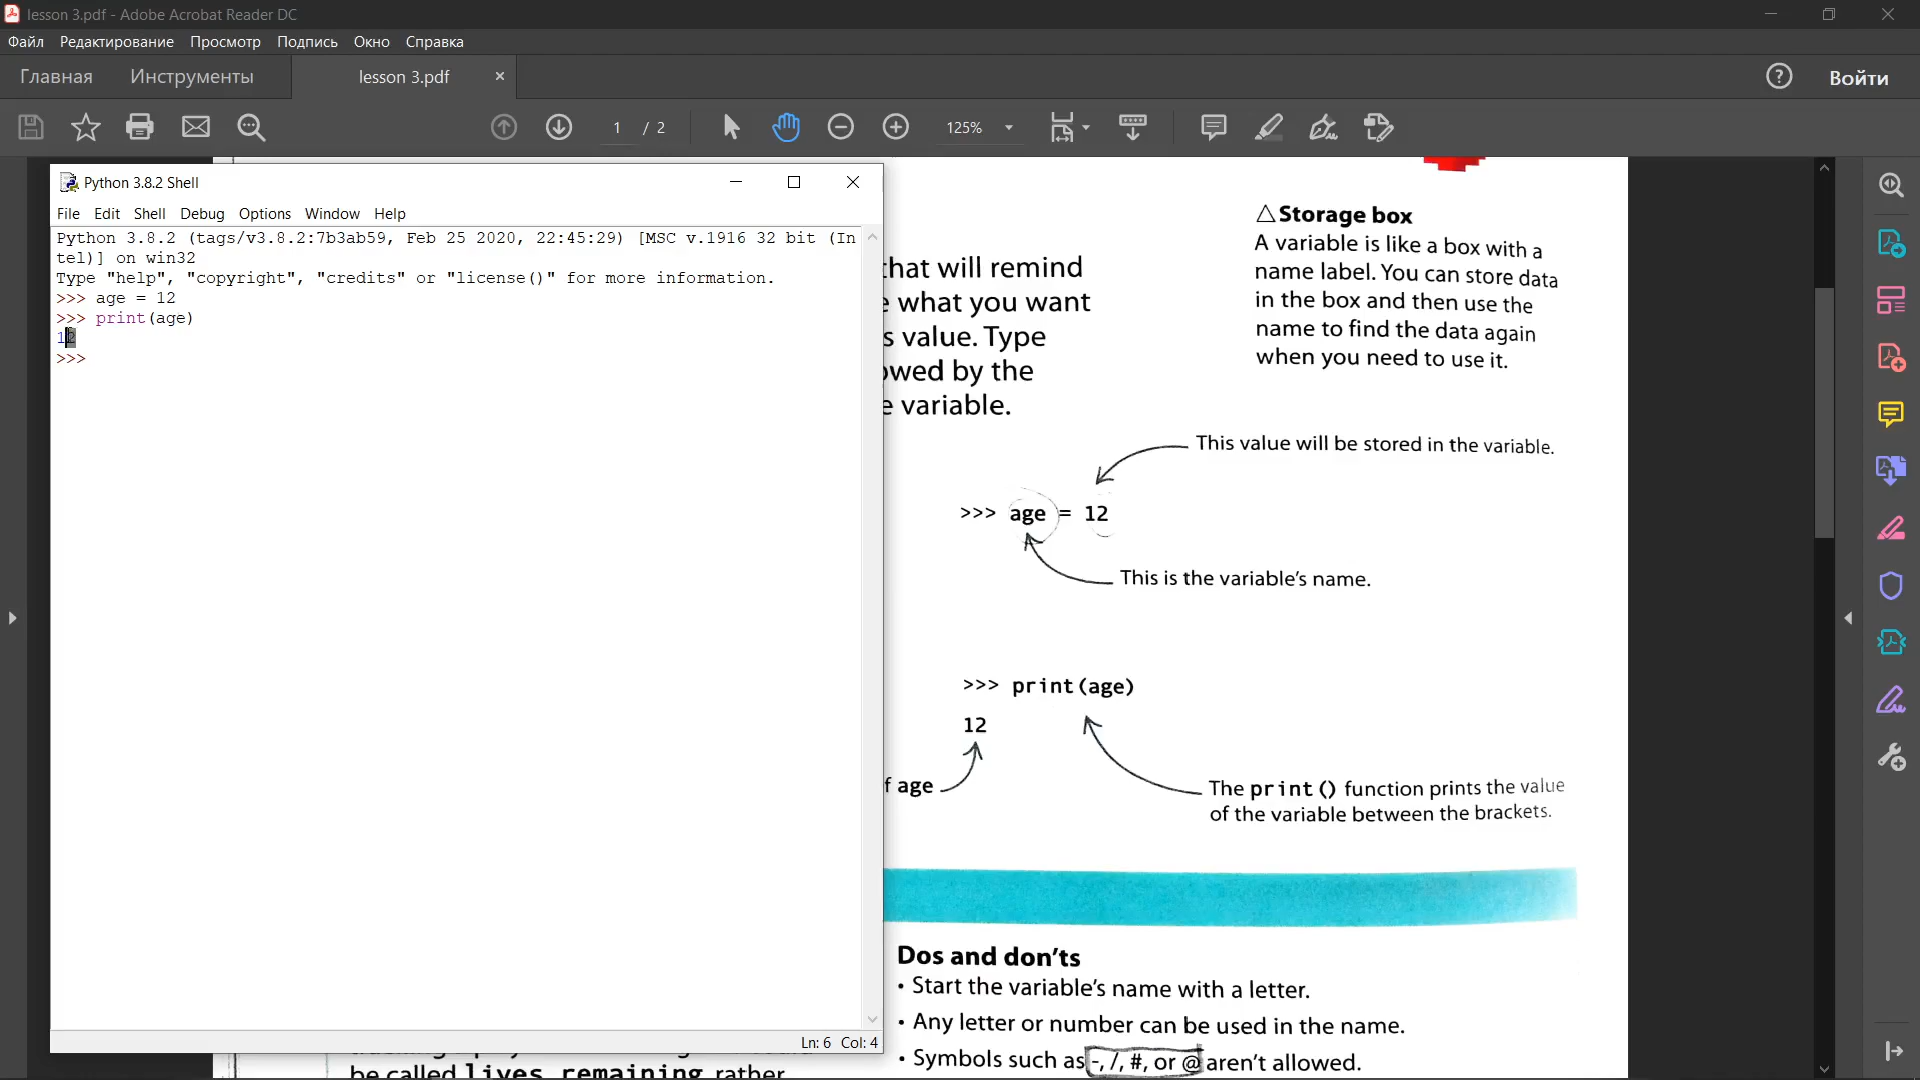 lesson 3.pdf - Adobe Acrobat Reader DC
Файл Редактирование Просмотр Подпись Окно Справка
Главная Инструменты lesson 3.pdf Войти
1 / 2 125%
Python 3.8.2 Shell
File Edit Shell Debug Options Window Help
Python 3.8.2 (tags/v3.8.2:7b3ab59, Feb 25 2020, 22:45:29) [MSC v.1916 32 bit (In
tel)] on win32
Type "help", "copyright", "credits" or "license()" for more information.
>>> age = 12
>>> print(age)
12
>>>
Ln: 6 Col: 4
that will remind
what you want
s value. Type
owed by the
e variable.
△ Storage box
A variable is like a box with a
name label. You can store data
in the box and then use the
name to find the data again
when you need to use it.
This value will be stored in the variable.
>>> age = 12
This is the variable's name.
>>> print(age)
12
f age
The print() function prints the value
of the variable between the brackets.
Dos and don'ts
• Start the variable's name with a letter.
• Any letter or number can be used in the name.
• Symbols such as -, /, #, or @ aren't allowed.
be called lives_remaining rather